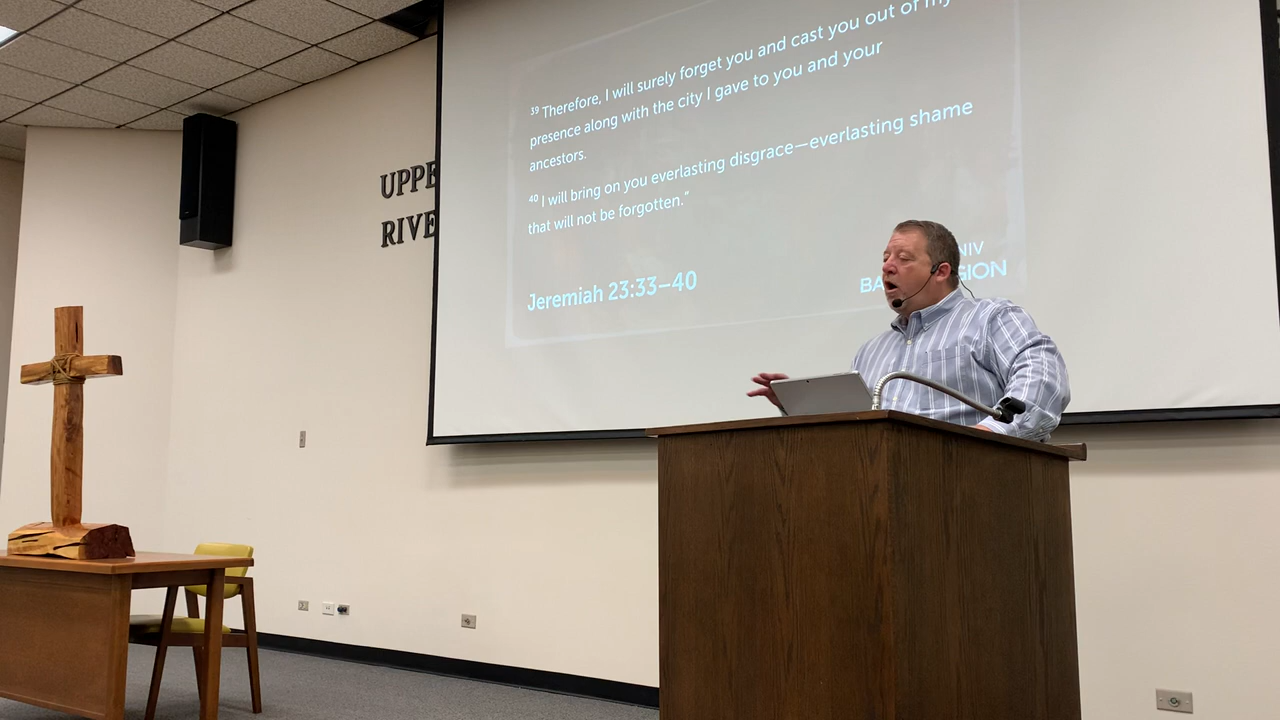 ³⁹ Therefore, I will surely forget you and cast you out of my
presence along with the city I gave to you and your
ancestors.
⁴⁰ I will bring on you everlasting disgrace—everlasting shame
that will not be forgotten.”
Jeremiah 23:33–40
NIV
BA GION
UPPE
RIVE